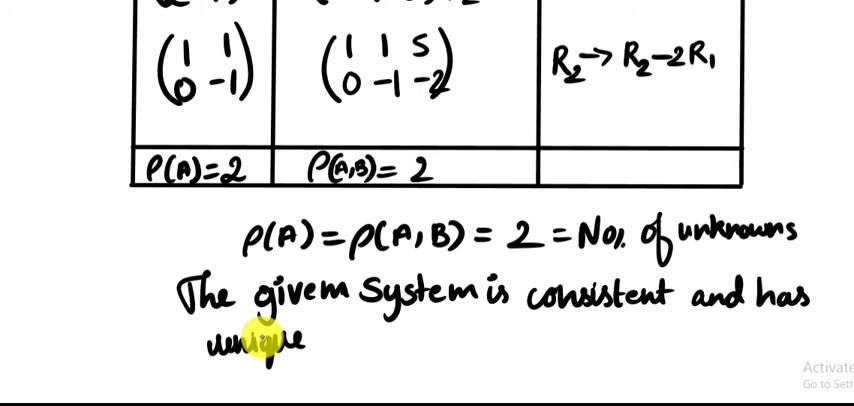 (1 1   (1 1 5   R₂→R₂-2R₁
0 -1)   0 -1 -2)
ρ(A)=2   ρ(A,B)= 2
ρ(A)=ρ(A,B)= 2 = No. of unknowns
The givem system is consistent and has
unique
Activate
Go to Sett